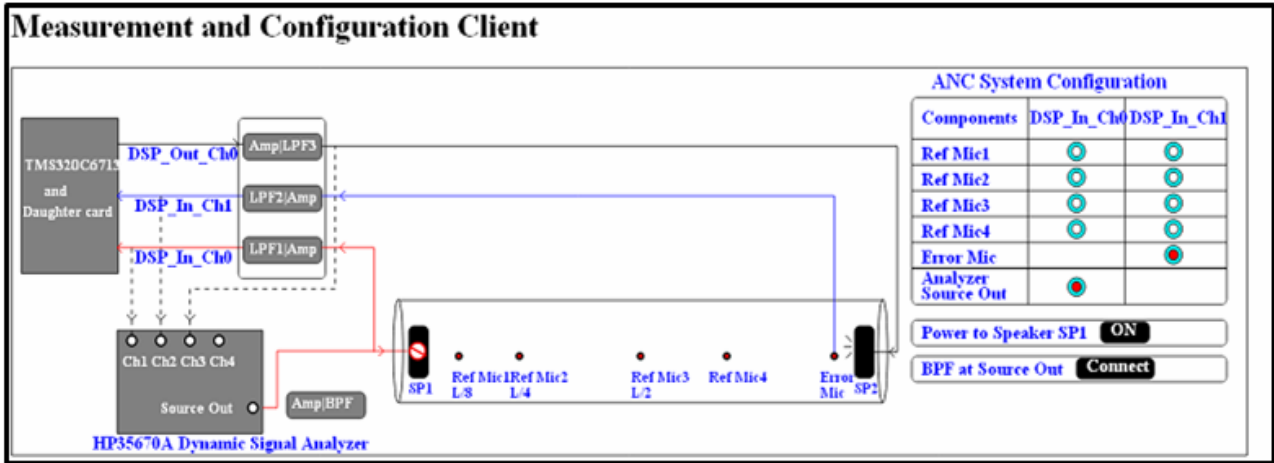 Measurement and Configuration Client
ANC System Configuration
Components DSP_In_Ch0 DSP_In_Ch1
Ref Mic1
Ref Mic2
Ref Mic3
Ref Mic4
Error Mic
Analyzer
Source Out
Power to Speaker SP1 ON
BPF at Source Out Connect
TMS320C6713
and
Daughter card
DSP_Out_Ch0
DSP_In_Ch1
DSP_In_Ch0
Amp|LPF3
LPF2|Amp
LPF1|Amp
Ch1 Ch2 Ch3 Ch4
Source Out
Amp|BPF
HP35670A Dynamic Signal Analyzer
SP1
Ref Mic1
L/8
Ref Mic2
L/4
Ref Mic3
L/2
Ref Mic4
Error
Mic
SP2